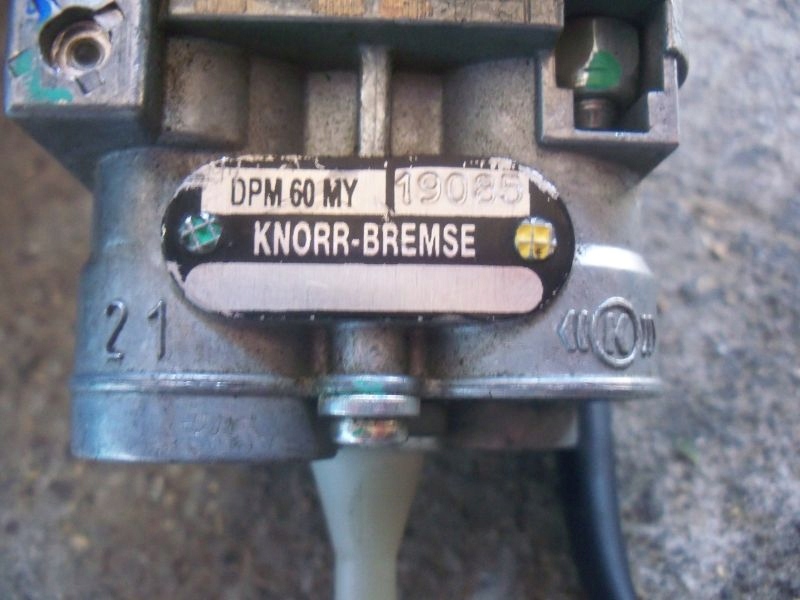 DPM 60 MY 19085
KNORR-BREMSE
21
K